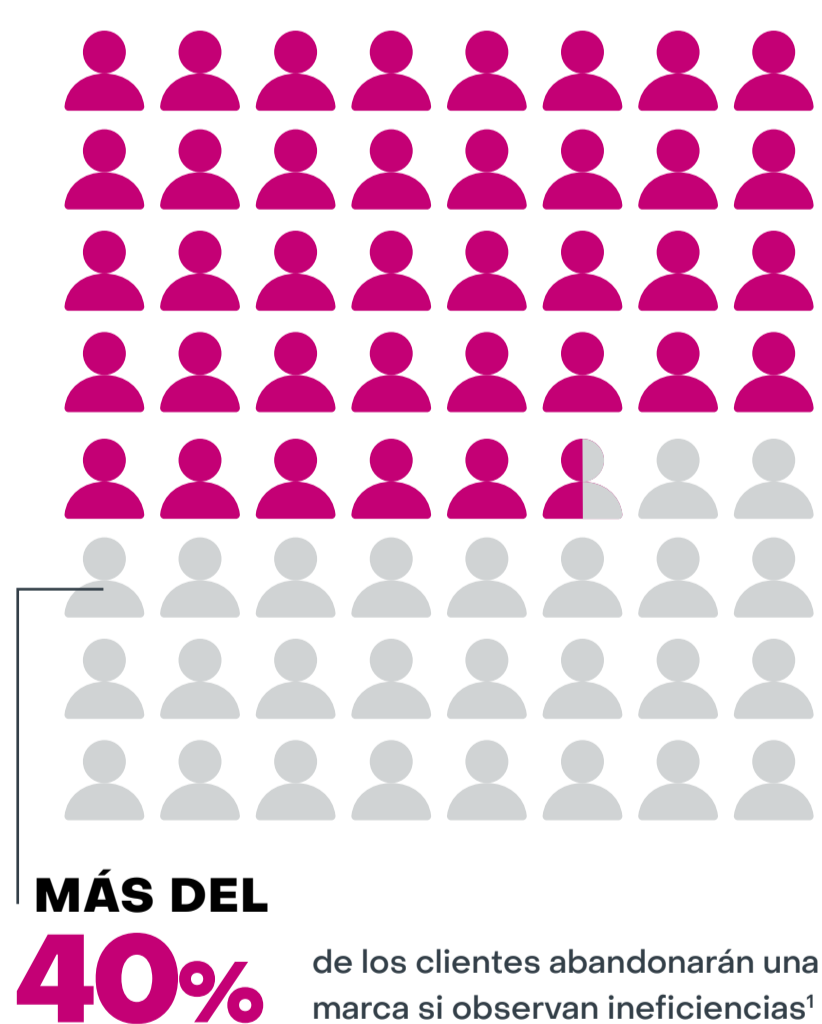 MÁS DEL
40%
de los clientes abandonarán una
marca si observan ineficiencias¹